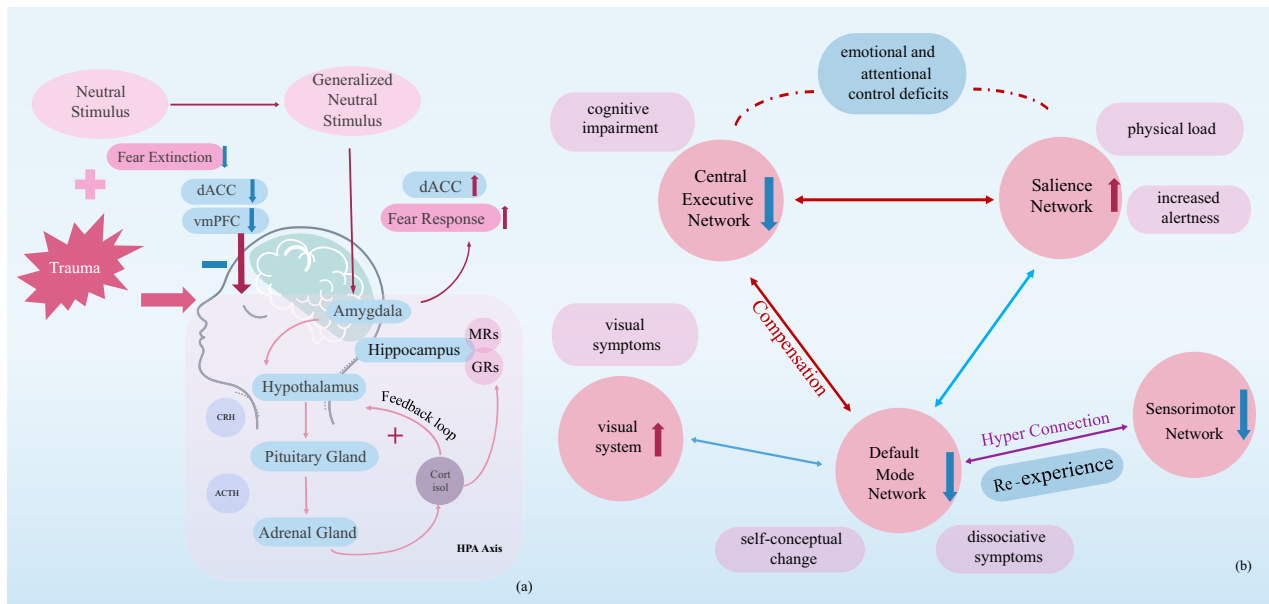 Neutral
Stimulus
Generalized
Neutral
Stimulus
Fear Extinction
dACC
vmPFC
dACC
Fear Response
Trauma
Amygdala
Hippocampus
MRs
GRs
Hypothalamus
Feedback loop
CRH
Pituitary Gland
Cort
isol
ACTH
Adrenal Gland
HPA Axis
(a)
emotional and
attentional
control deficits
cognitive
impairment
physical load
Central
Executive
Network
Salience
Network
increased
alertness
Compensation
visual
symptoms
visual
system
Sensorimotor
Network
Hyper Connection
Default
Mode
Network
Re-experience
self-conceptual
change
dissociative
symptoms
(b)